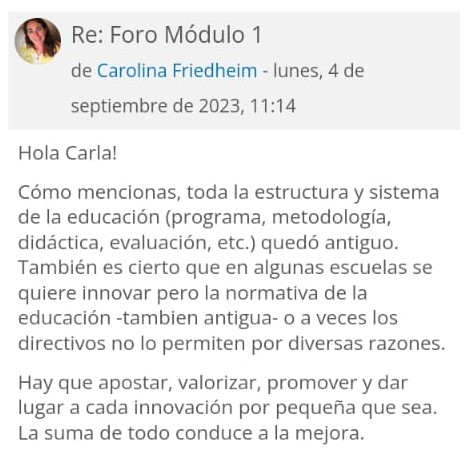 Re: Foro Módulo 1
de Carolina Friedheim - lunes, 4 de
septiembre de 2023, 11:14
Hola Carla!
Cómo mencionas, toda la estructura y sistema
de la educación (programa, metodología,
didáctica, evaluación, etc.) quedó antiguo.
También es cierto que en algunas escuelas se
quiere innovar pero la normativa de la
educación -tambien antigua- o a veces los
directivos no lo permiten por diversas razones.
Hay que apostar, valorizar, promover y dar
lugar a cada innovación por pequeña que sea.
La suma de todo conduce a la mejora.